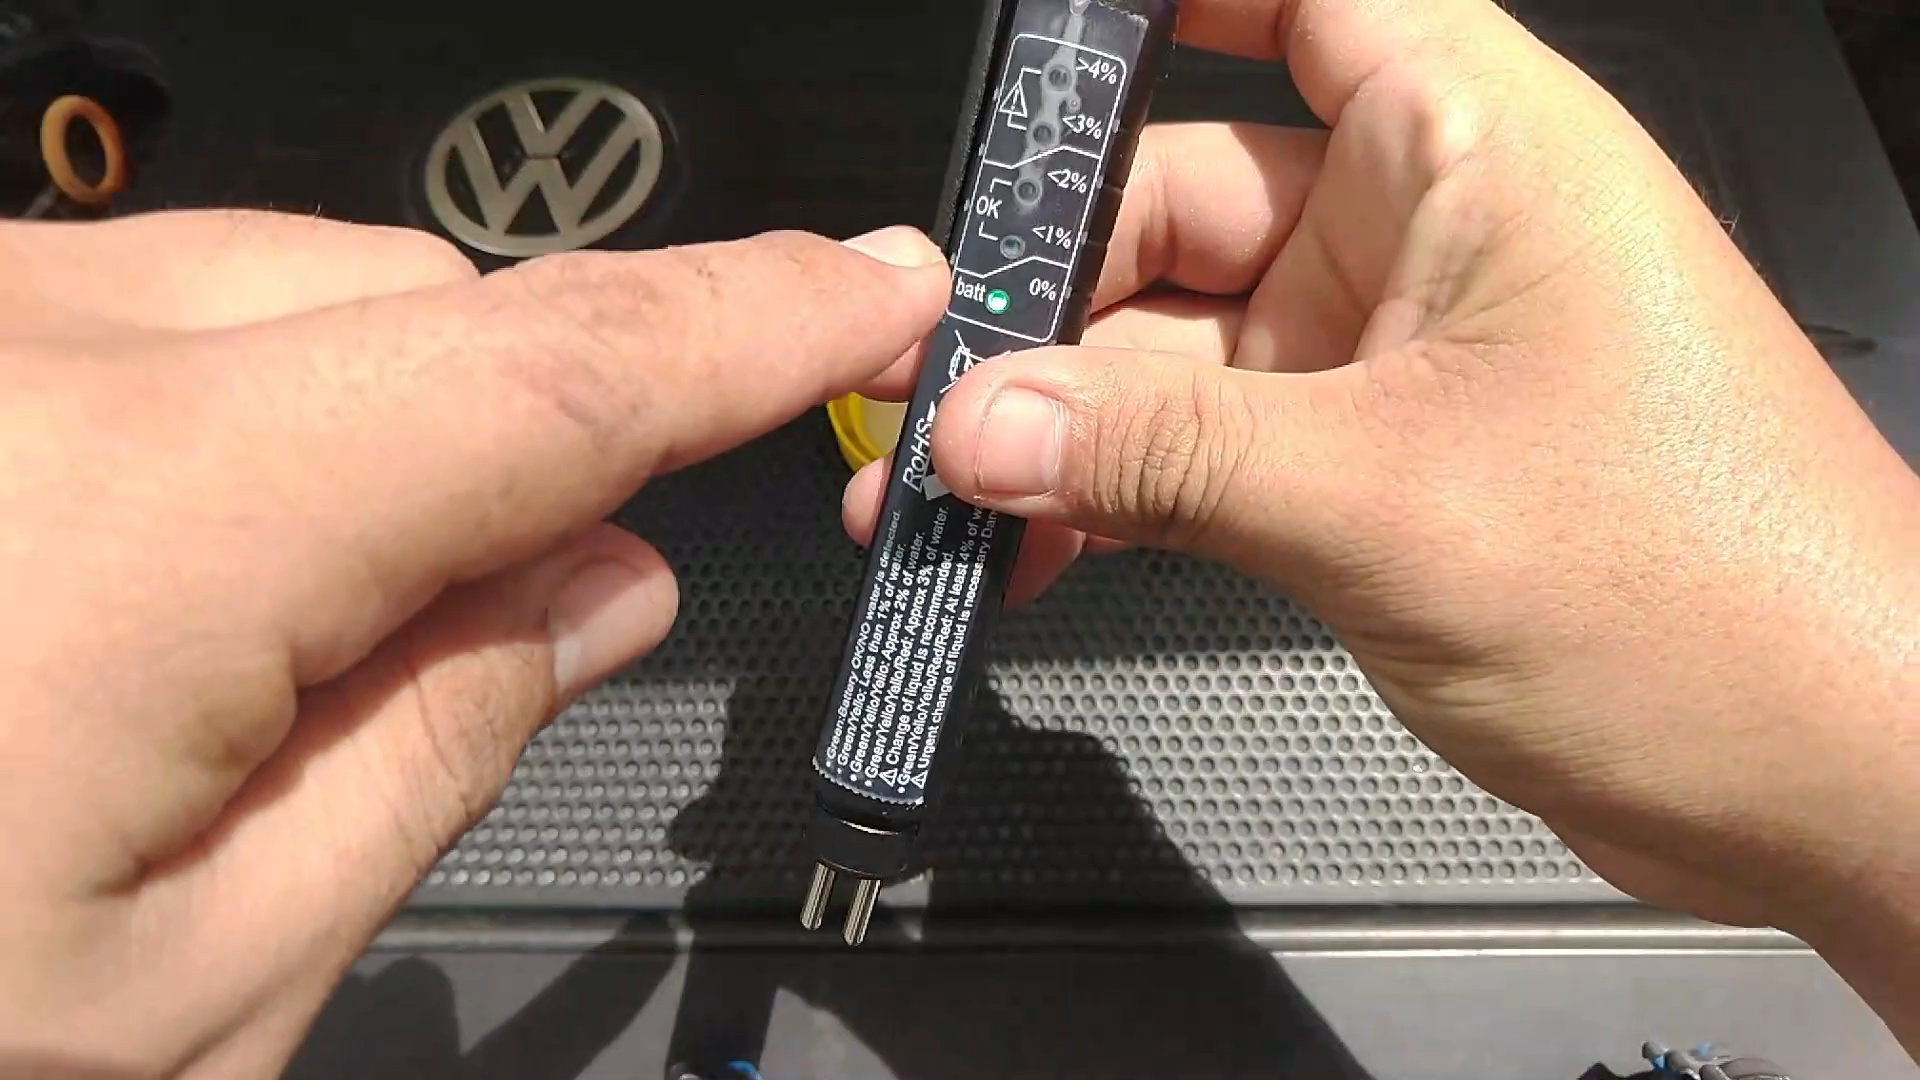 VW
>4%
<3%
<2%
OK
<1%
batt 0%
RoHS
• Green:Battery OK/NO water is detected.
• Green/Yello: Less than 1% of water.
• Green/Yello/Yello: Approx 2% of water.
• Green/Yello/Yello/Red: Approx 3% of water.
Change of liquid is recommended.
• Green/Yello/Yello/Red/Red: At least 4% of
Urgent change of liquid is necessary